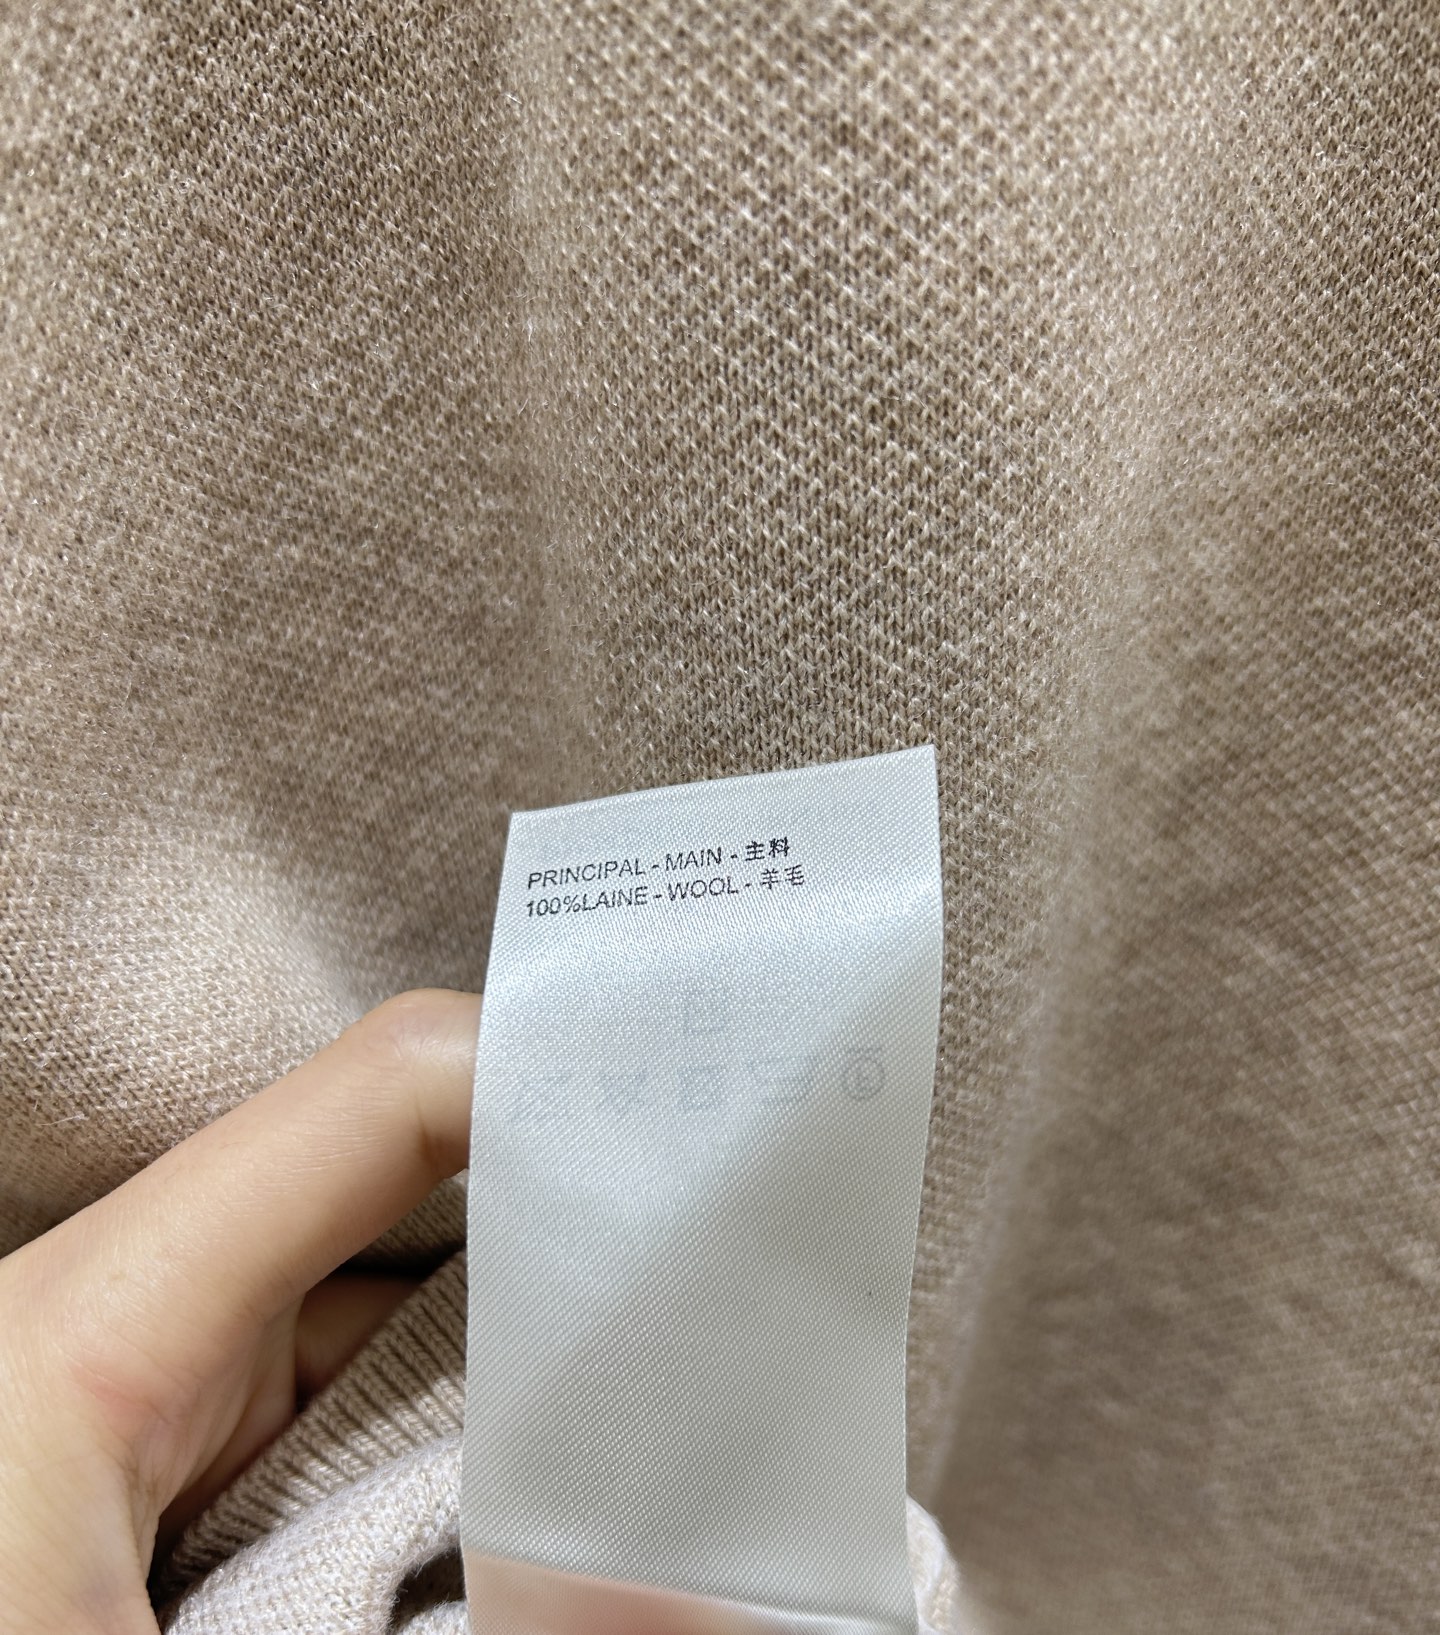 PRINCIPAL - MAIN - 主料
100%LAINE - WOOL - 羊毛